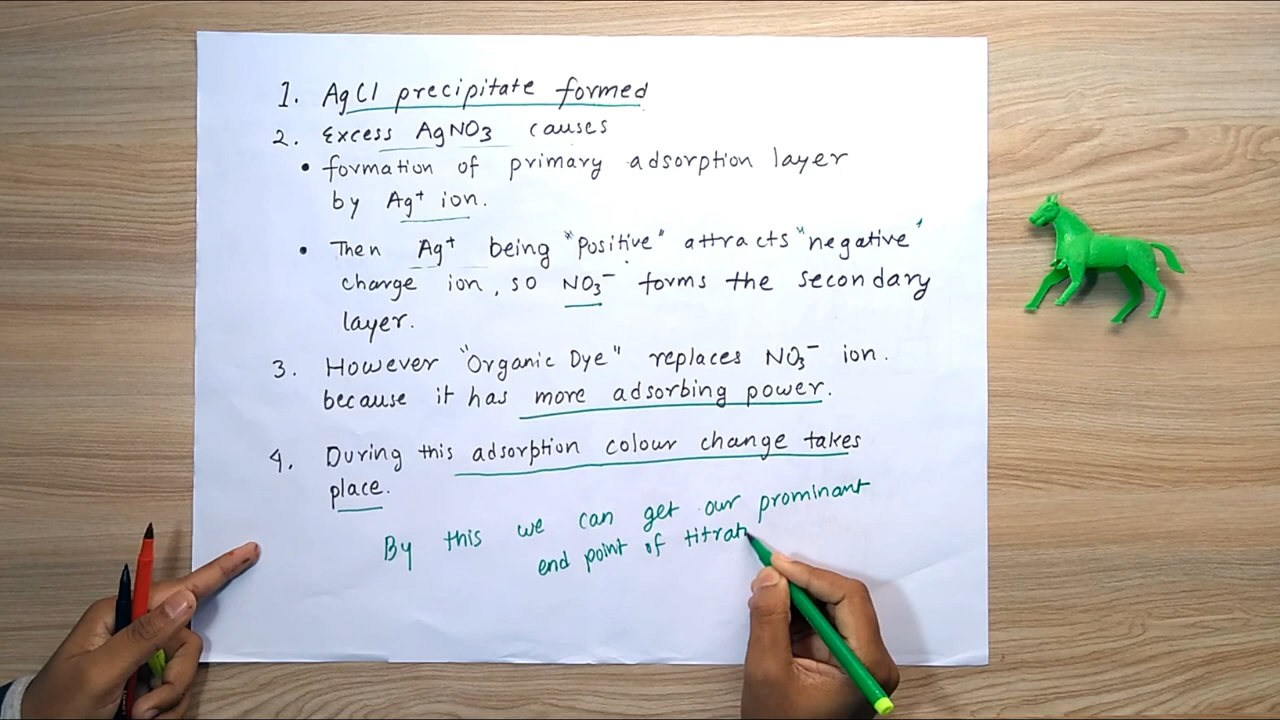 1. AgCl precipitate formed
2. Excess AgNO3 causes
• formation of primary adsorption layer
by Ag⁺ ion.
• Then Ag⁺ being "positive" attracts "negative"
charge ion, so NO₃⁻ forms the secondary
layer.
3. However "Organic Dye" replaces NO₃⁻ ion.
because it has more adsorbing power.
4. During this adsorption colour change takes
place.
By this we can get our prominant
end point of titrat